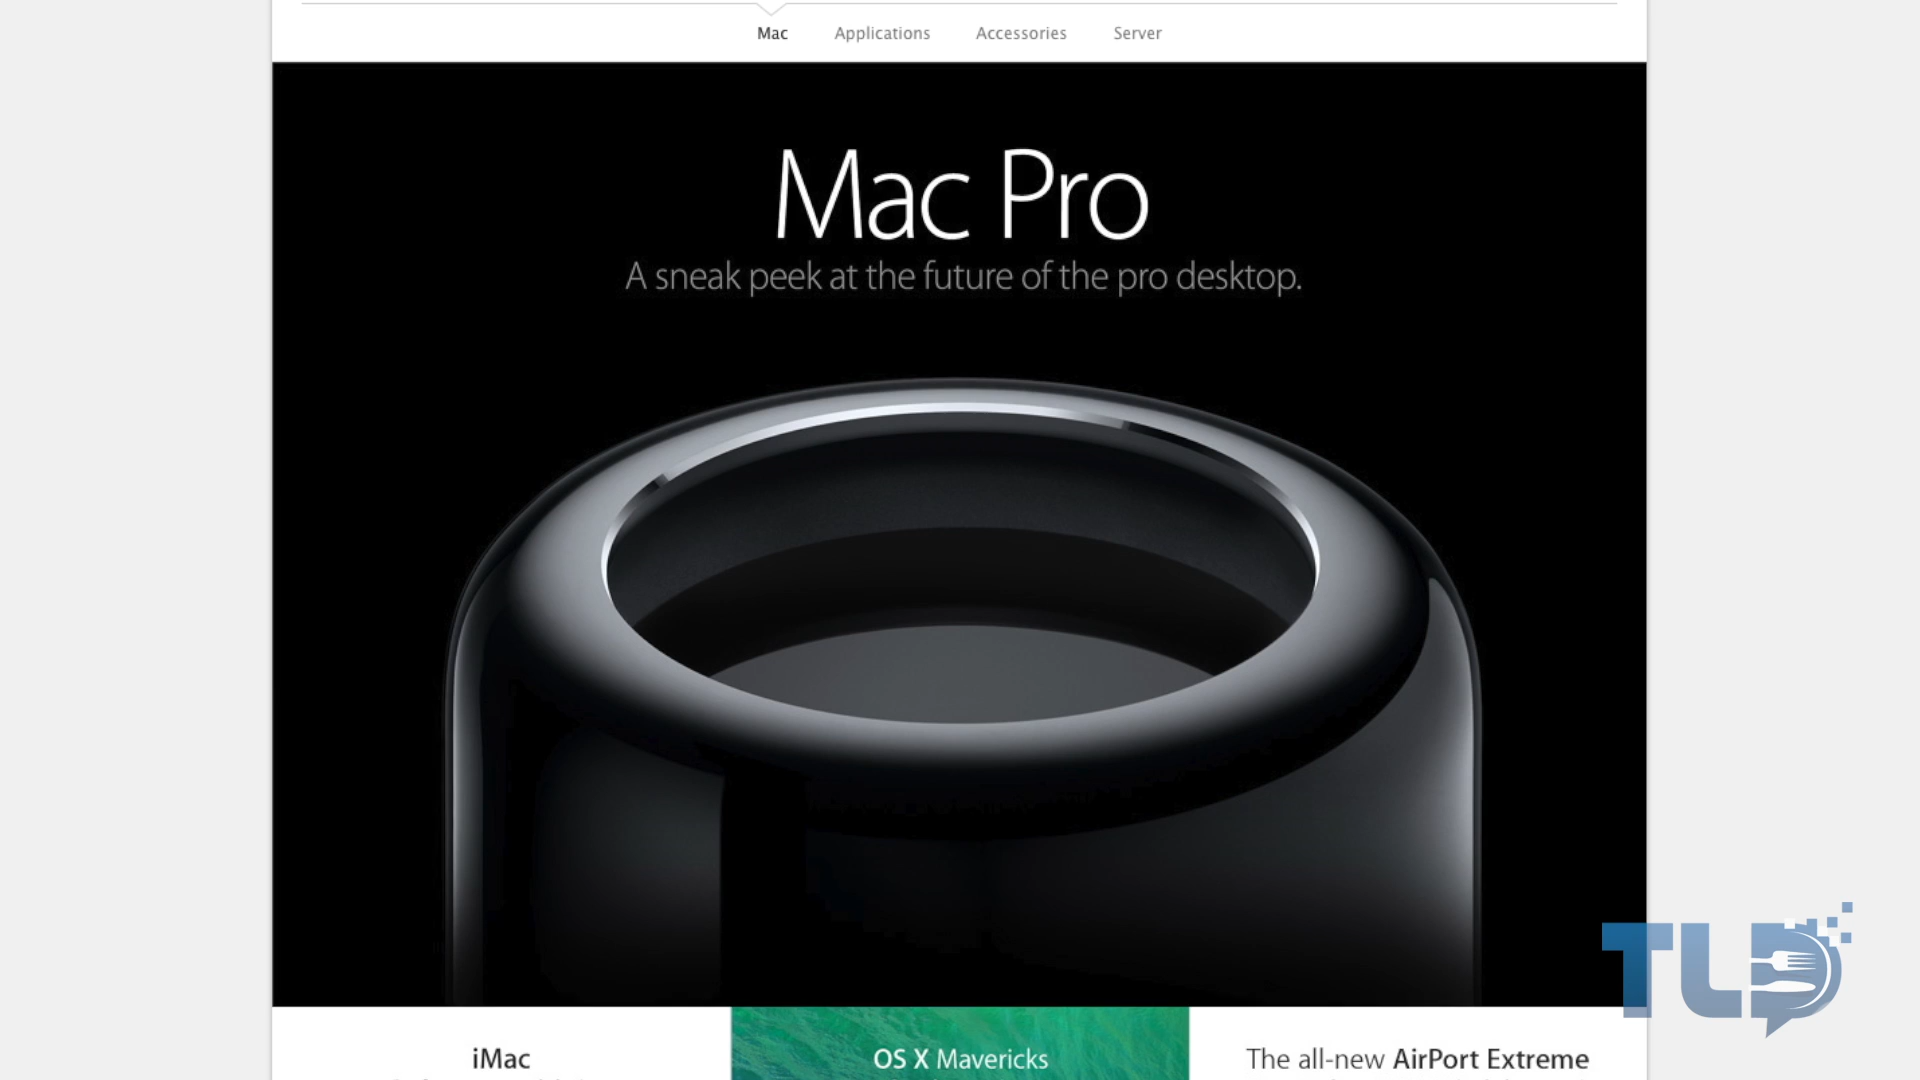 Mac Applications Accessories Server
Mac Pro
A sneak peek at the future of the pro desktop.
iMac
OS X Mavericks
The all-new AirPort Extreme
TLD